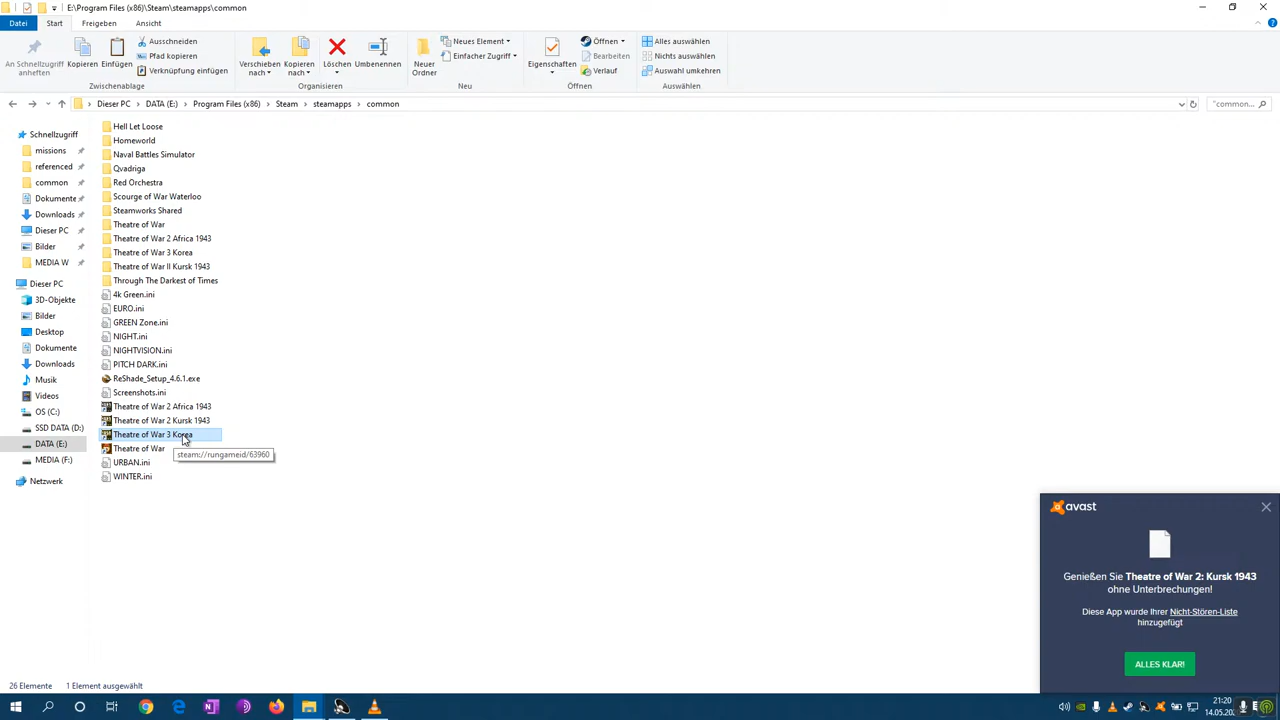 E:\Program Files (x86)\Steam\steamapps\common
Datei
Start
Freigeben
Ansicht
An Schnellzugriff
anheften
Kopieren
Einfügen
Ausschneiden
Pfad kopieren
Verknüpfung einfügen
Zwischenablage
Verschieben
nach
Kopieren
nach
Löschen
Umbenennen
Organisieren
Neuer
Ordner
Neues Element
Einfacher Zugriff
Neu
Eigenschaften
Öffnen
Bearbeiten
Verlauf
Öffnen
Alles auswählen
Nichts auswählen
Auswahl umkehren
Auswählen
Dieser PC > DATA (E:) > Program Files (x86) > Steam > steamapps > common
"common...
Schnellzugriff
missions
referenced
common
Dokumente
Downloads
Dieser PC
Bilder
MEDIA W
Dieser PC
3D-Objekte
Bilder
Desktop
Dokumente
Downloads
Musik
Videos
OS (C:)
SSD DATA (D:)
DATA (E:)
MEDIA (F:)
Netzwerk
Hell Let Loose
Homeworld
Naval Battles Simulator
Qvadriga
Red Orchestra
Scourge of War Waterloo
Steamworks Shared
Theatre of War
Theatre of War 2 Africa 1943
Theatre of War 3 Korea
Theatre of War II Kursk 1943
Through The Darkest of Times
4k Green.ini
EURO.ini
GREEN Zone.ini
NIGHT.ini
NIGHTVISION.ini
PITCH DARK.ini
ReShade_Setup_4.6.1.exe
Screenshots.ini
Theatre of War 2 Africa 1943
Theatre of War 2 Kursk 1943
Theatre of War 3 Korea
Theatre of War
steam://rungameid/63960
URBAN.ini
WINTER.ini
avast
Genießen Sie Theatre of War 2: Kursk 1943
ohne Unterbrechungen!
Diese App wurde Ihrer Nicht-Stören-Liste
hinzugefügt
ALLES KLAR!
26 Elemente
1 Element ausgewählt
21:20
14.05.20